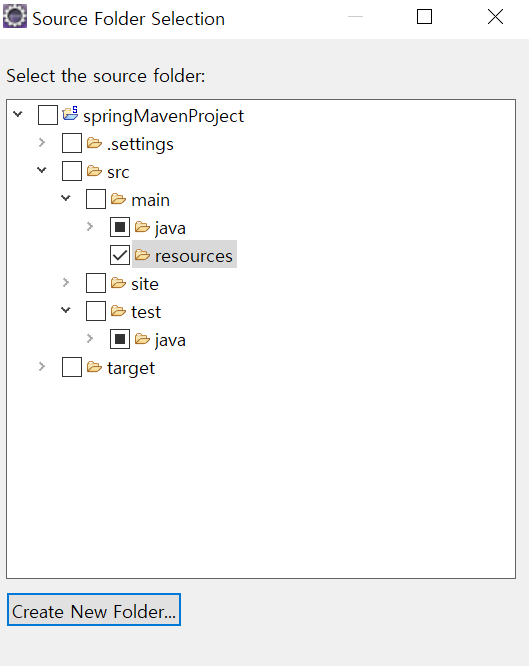 Source Folder Selection
Select the source folder:
springMavenProject
.settings
src
main
java
resources
site
test
java
target
Create New Folder...